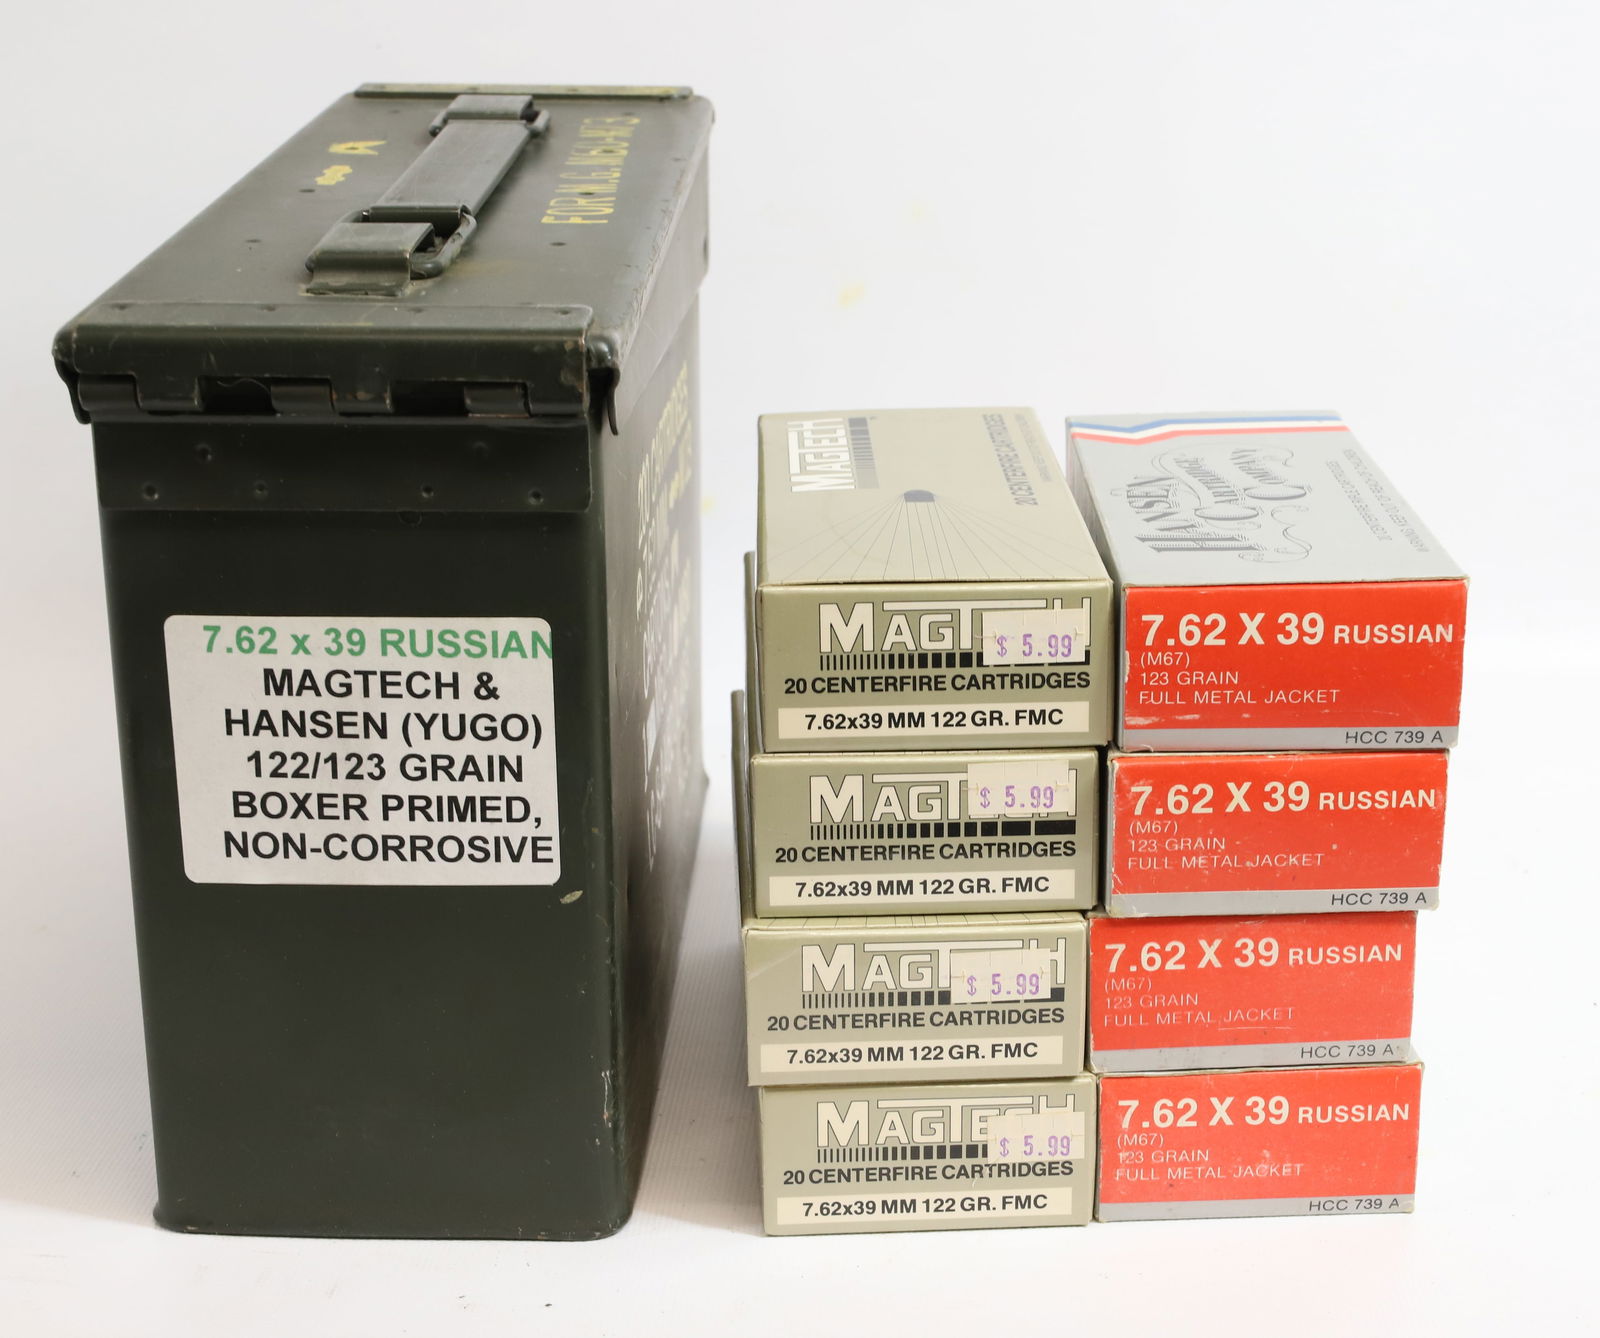 FOR M.G. M60-M73
7.62 x 39 RUSSIAN
MAGTECH &
HANSEN (YUGO)
122/123 GRAIN
BOXER PRIMED,
NON-CORROSIVE
MAGTECH
20 CENTERFIRE CARTRIDGES
MAGTECH
$ 5.99
20 CENTERFIRE CARTRIDGES
7.62x39 MM 122 GR. FMC
MAGTECH
$ 5.99
20 CENTERFIRE CARTRIDGES
7.62x39 MM 122 GR. FMC
MAGTECH
$ 5.99
20 CENTERFIRE CARTRIDGES
7.62x39 MM 122 GR. FMC
MAGTECH
$ 5.99
20 CENTERFIRE CARTRIDGES
7.62x39 MM 122 GR. FMC
HANSEN
CARTRIDGE
COMPANY
7.62 X 39 RUSSIAN
(M67)
123 GRAIN
FULL METAL JACKET
HCC 739 A
7.62 X 39 RUSSIAN
(M67)
123 GRAIN
FULL METAL JACKET
HCC 739 A
7.62 X 39 RUSSIAN
(M67)
123 GRAIN
FULL METAL JACKET
HCC 739 A
7.62 X 39 RUSSIAN
(M67)
123 GRAIN
FULL METAL JACKET
HCC 739 A